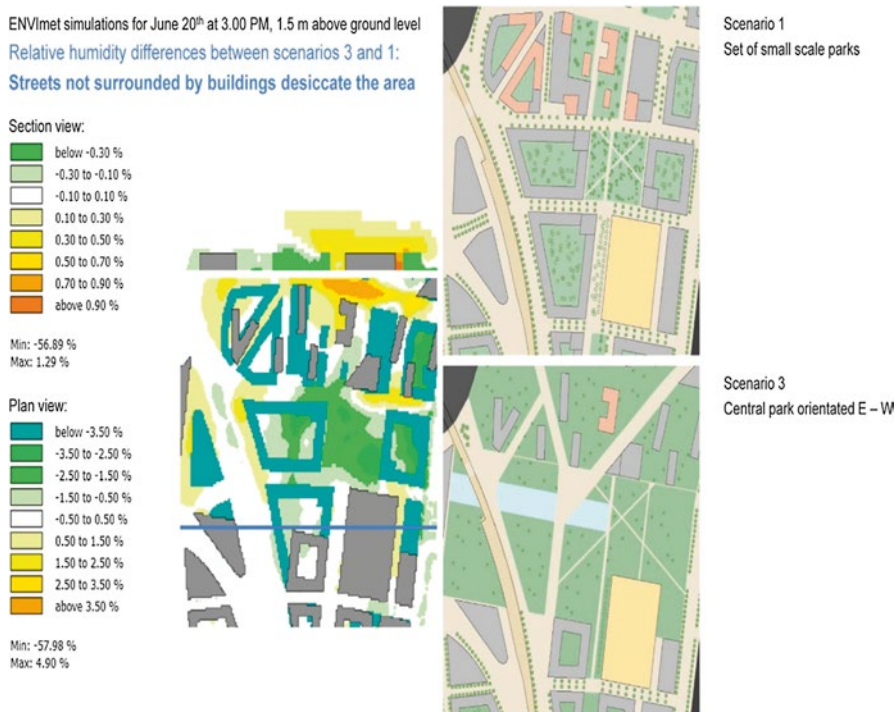 ENVImet simulations for June 20th at 3.00 PM, 1.5 m above ground level
Relative humidity differences between scenarios 3 and 1:
Streets not surrounded by buildings desiccate the area
Section view:
below -0.30 %
-0.30 to -0.10 %
-0.10 to 0.10 %
0.10 to 0.30 %
0.30 to 0.50 %
0.50 to 0.70 %
0.70 to 0.90 %
above 0.90 %
Min: -56.89 %
Max: 1.29 %
Plan view:
below -3.50 %
-3.50 to -2.50 %
-2.50 to -1.50 %
-1.50 to -0.50 %
-0.50 to 0.50 %
0.50 to 1.50 %
1.50 to 2.50 %
2.50 to 3.50 %
above 3.50 %
Min: -57.98 %
Max: 4.90 %
Scenario 1
Set of small scale parks
Scenario 3
Central park orientated E – W